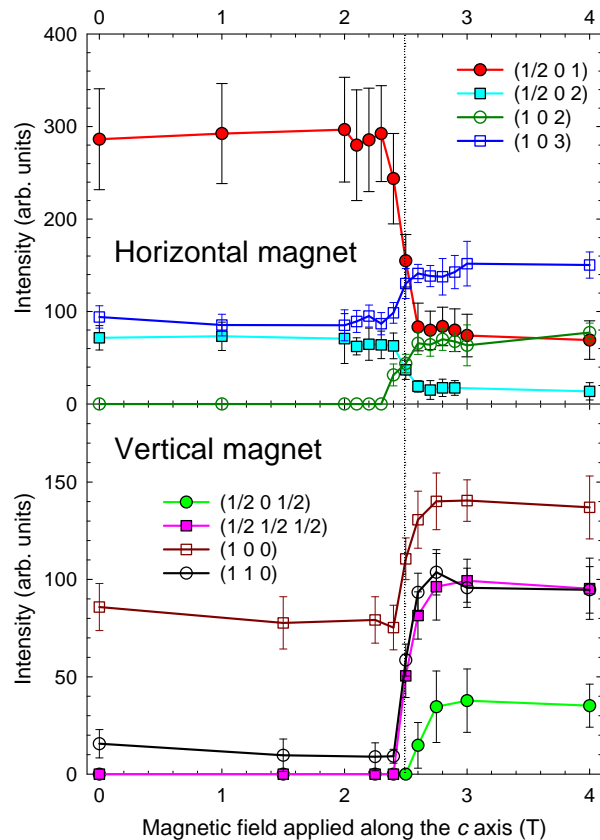 0 1 2 3 4
400
300
200
100
0
Intensity (arb. units)
(1/2 0 1)
(1/2 0 2)
(1 0 2)
(1 0 3)
Horizontal magnet
Vertical magnet
150
100
50
0
Intensity (arb. units)
(1/2 0 1/2)
(1/2 1/2 1/2)
(1 0 0)
(1 1 0)
0 1 2 3 4
Magnetic field applied along the c axis (T)